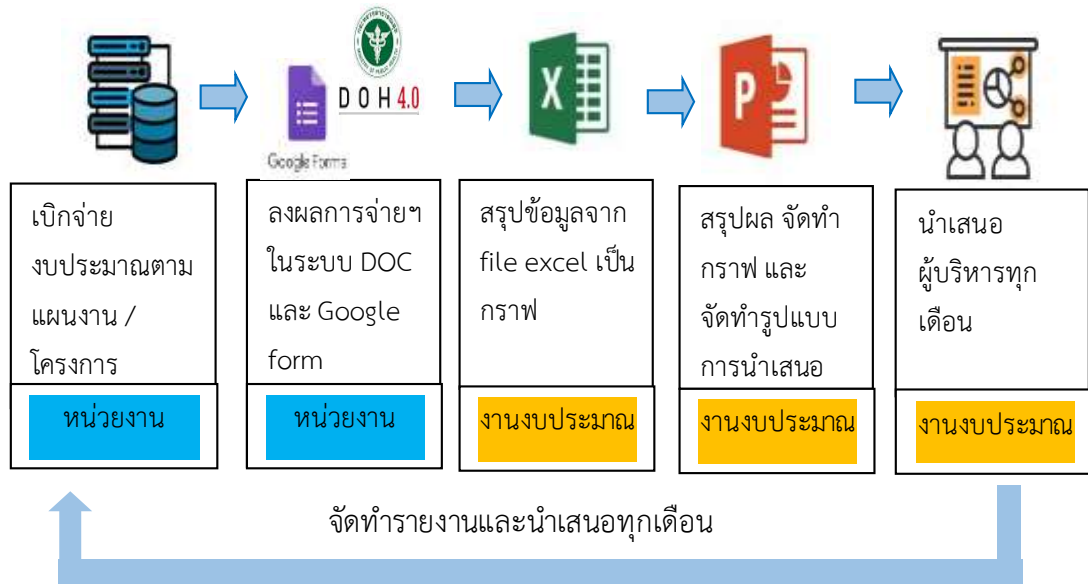 DOH 4.0
Google Forms
เบิกจ่าย
งบประมาณตาม
แผนงาน /
โครงการ
หน่วยงาน
ลงผลการจ่ายฯ
ในระบบ DOC
และ Google
form
หน่วยงาน
สรุปข้อมูลจาก
file excel เป็น
กราฟ
งานงบประมาณ
สรุปผล จัดทำ
กราฟ และ
จัดทำรูปแบบ
การนำเสนอ
งานงบประมาณ
นำเสนอ
ผู้บริหารทุก
เดือน
งานงบประมาณ
จัดทำรายงานและนำเสนอทุกเดือน